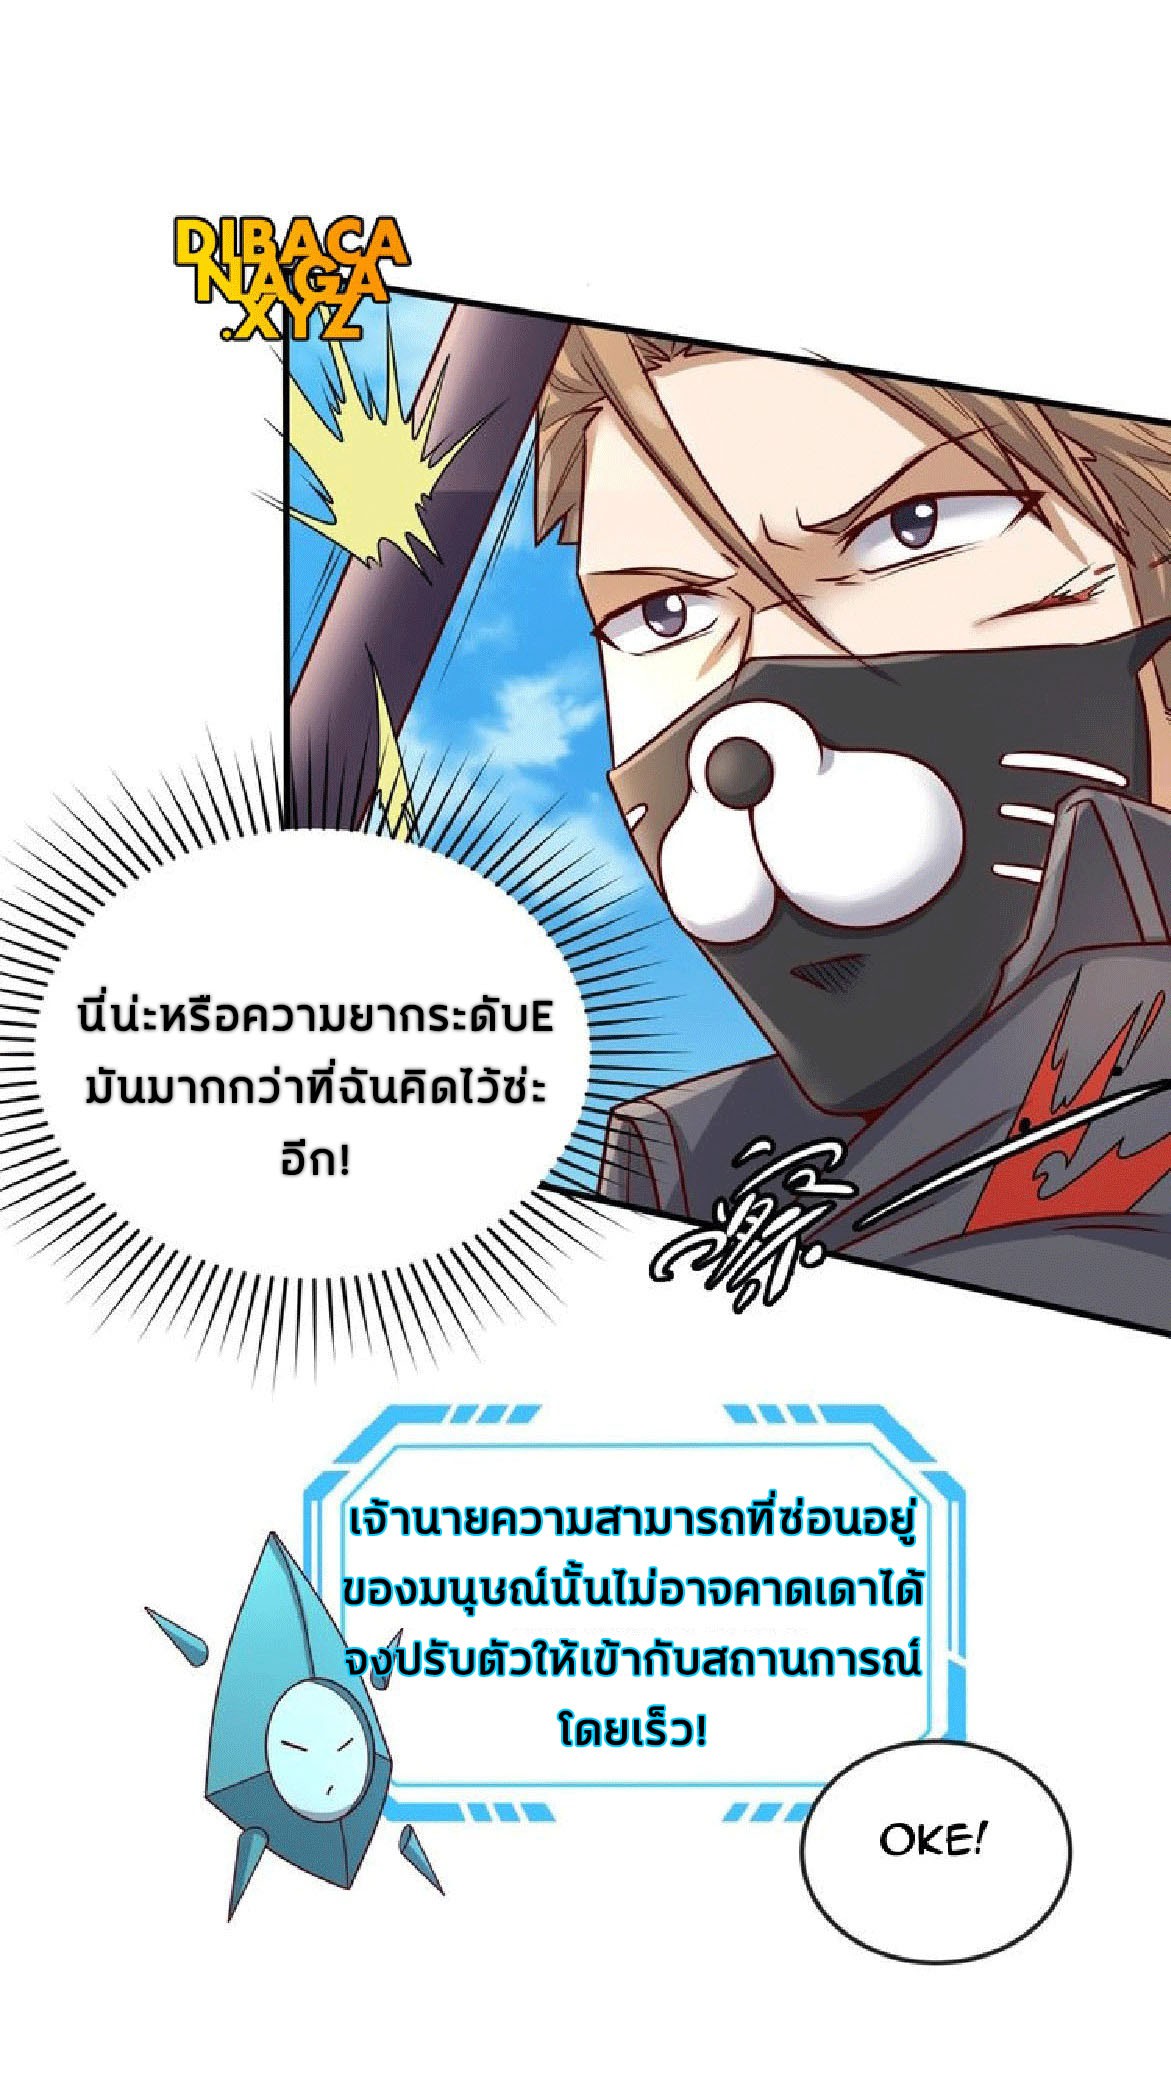 DIBACA
NAGA
.XYZ
นี่น่ะหรือความยากระดับE
มันมากกว่าที่ฉันคิดไว้ซ่ะ
อีก!
เจ้านายความสามารถที่ซ่อนอยู่
ของมนุษณ์นั้นไม่อาจคาดเดาได้
จงปรับตัวให้เข้ากับสถานการณ์
โดยเร็ว!
OKE!